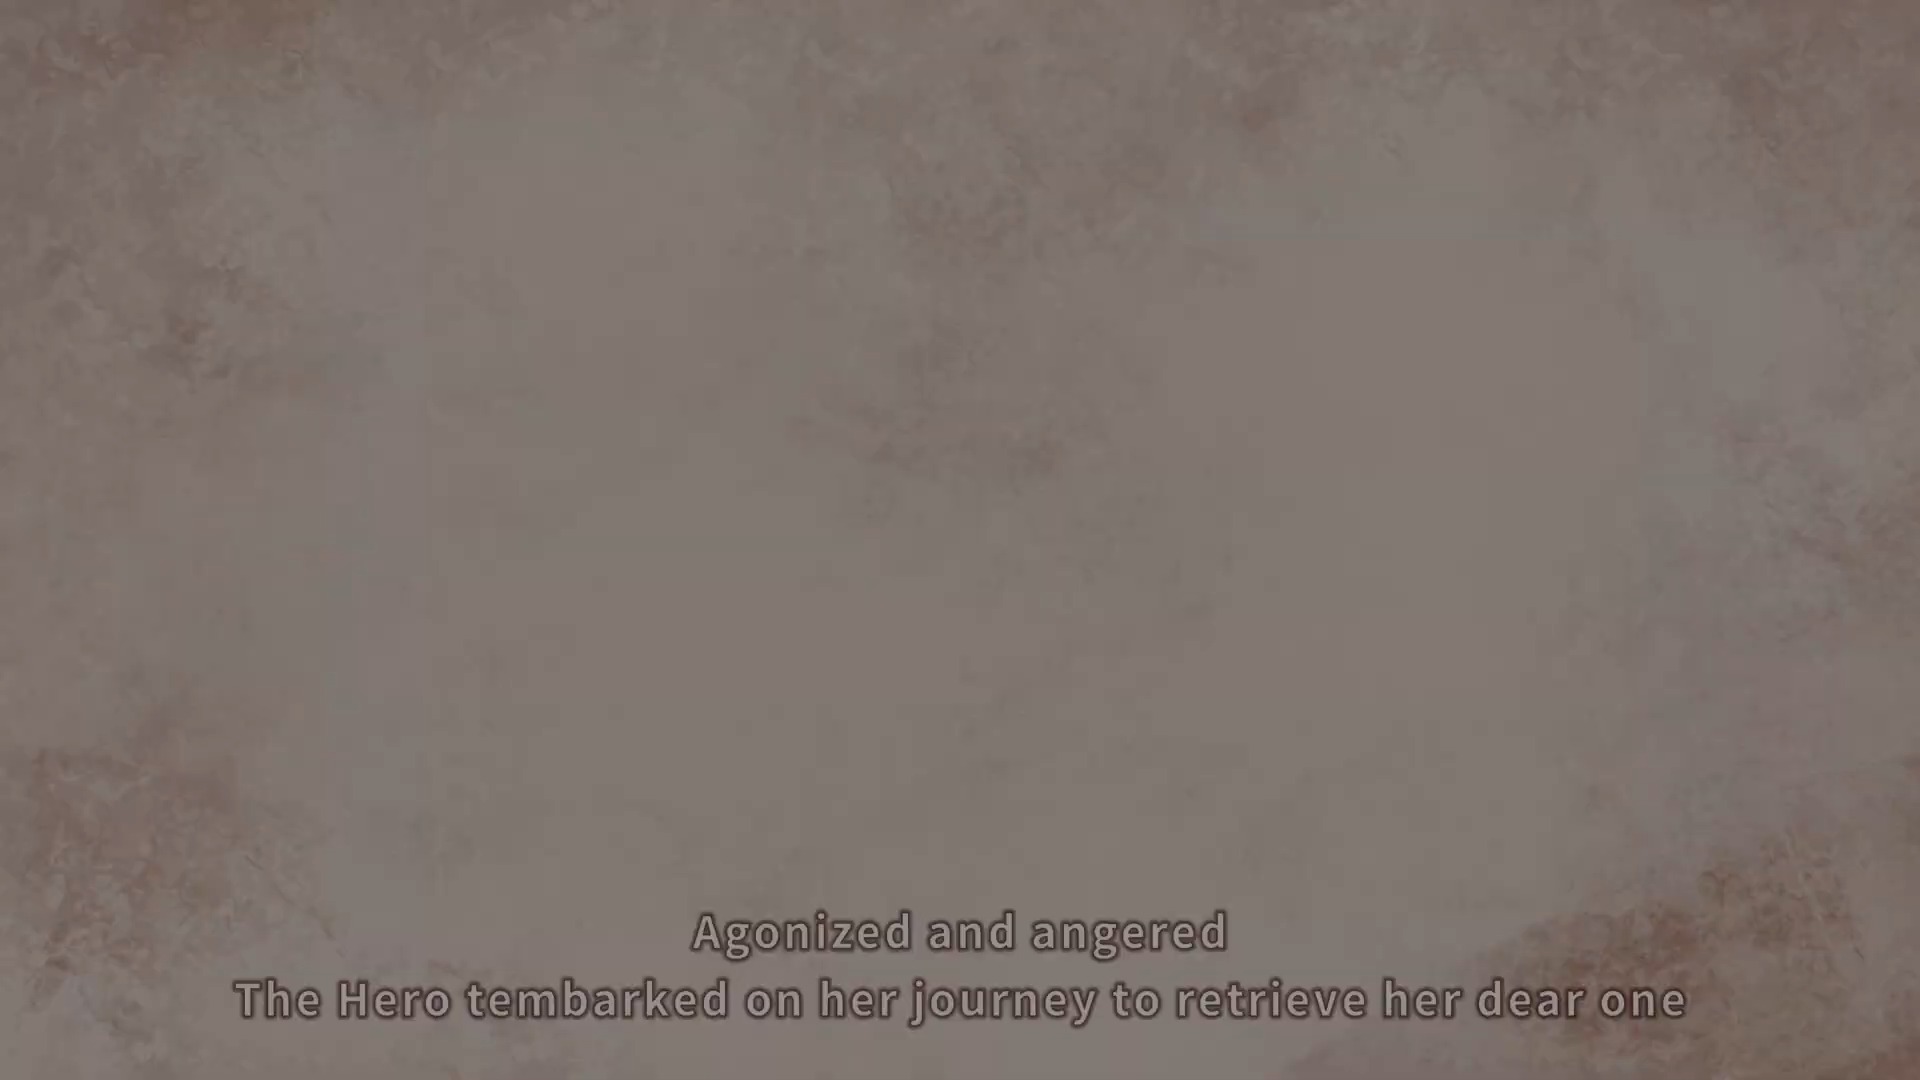 Agonized and angered
The Hero tembarked on her journey to retrieve her dear one